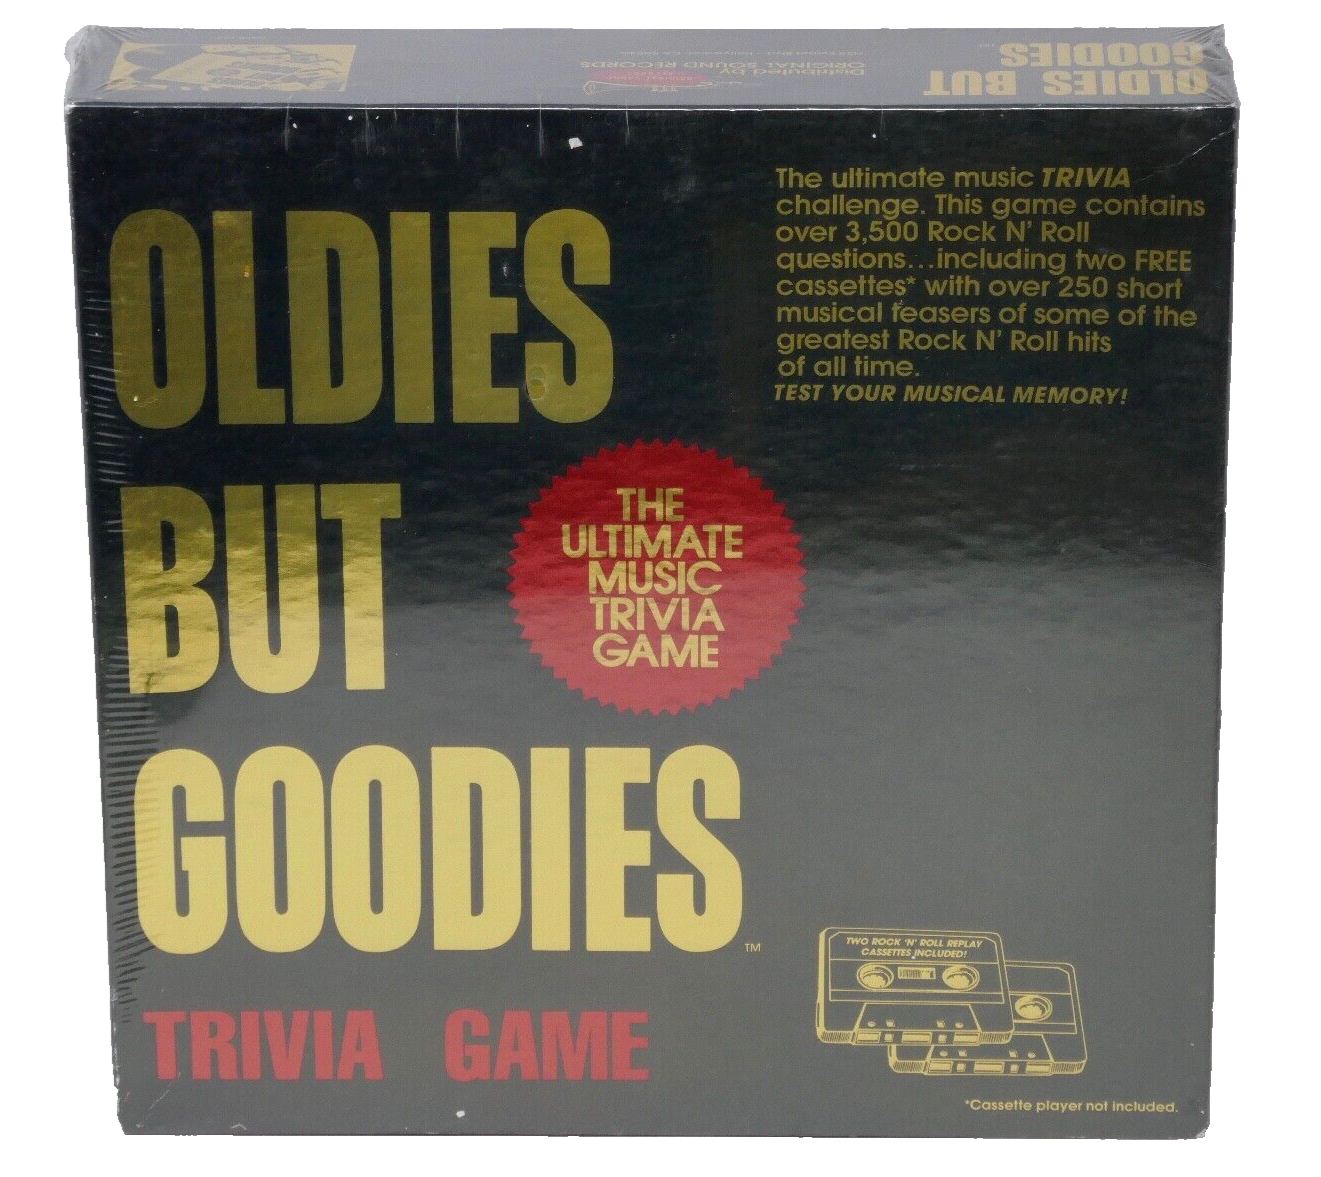 OLDIES BUT
GOODIES
Distributed by
ORIGINAL SOUND RECORDS
The ultimate music TRIVIA
challenge. This game contains
over 3,500 Rock N' Roll
questions...including two FREE
cassettes* with over 250 short
musical teasers of some of the
greatest Rock N' Roll hits
of all time.
TEST YOUR MUSICAL MEMORY!
OLDIES
BUT
GOODIES™
THE
ULTIMATE
MUSIC
TRIVIA
GAME
TRIVIA GAME
TWO ROCK 'N' ROLL REPLAY
CASSETTES INCLUDED!
*Cassette player not included.